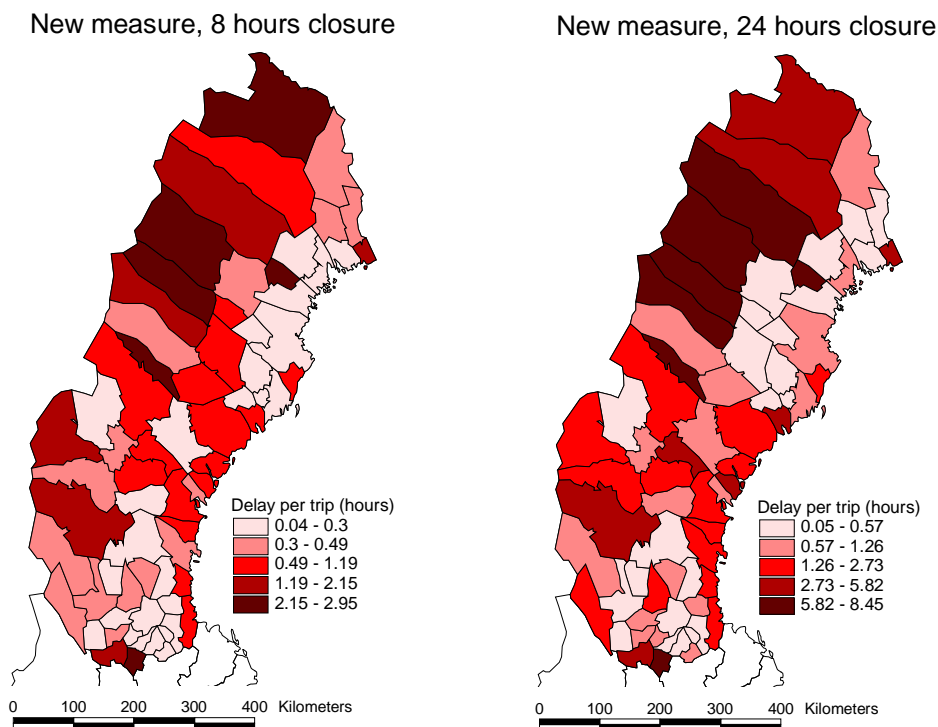 New measure, 8 hours closure
Delay per trip (hours)
0.04 - 0.3
0.3 - 0.49
0.49 - 1.19
1.19 - 2.15
2.15 - 2.95
0 100 200 300 400 Kilometers
New measure, 24 hours closure
Delay per trip (hours)
0.05 - 0.57
0.57 - 1.26
1.26 - 2.73
2.73 - 5.82
5.82 - 8.45
0 100 200 300 400 Kilometers